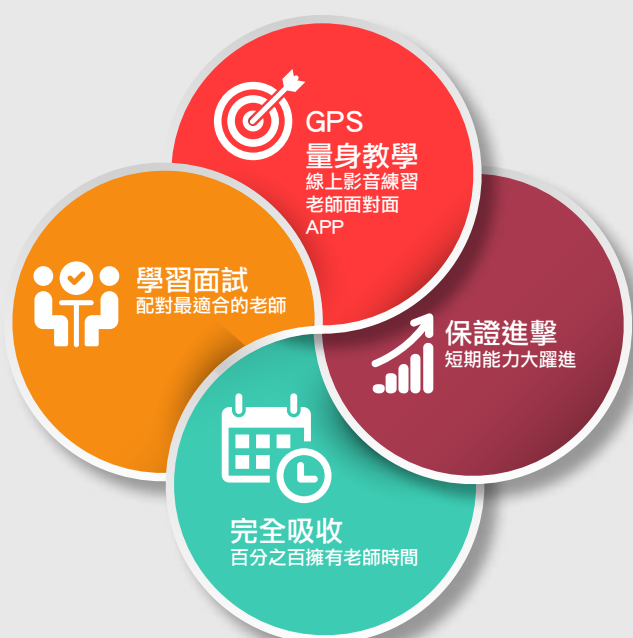 GPS
量身教學
線上影音練習
老師面對面
APP
學習面試
配對最適合的老師
保證進擊
短期能力大躍進
完全吸收
百分之百擁有老師時間